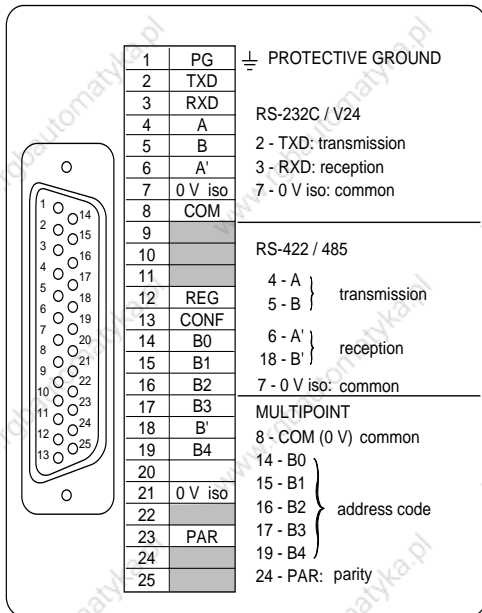 1 PG
2 TXD
3 RXD
4 A
5 B
6 A'
7 0 V iso
8 COM
9
10
11
12 REG
13 CONF
14 B0
15 B1
16 B2
17 B3
18 B'
19 B4
20
21 0 V iso
22
23 PAR
24
25
PROTECTIVE GROUND
RS-232C / V24
2 - TXD: transmission
3 - RXD: reception
7 - 0 V iso: common
RS-422 / 485
4 - A
5 - B
transmission
6 - A'
18 - B'
reception
7 - 0 V iso: common
MULTIPOINT
8 - COM (0 V) common
14 - B0
15 - B1
16 - B2
17 - B3
19 - B4
address code
24 - PAR: parity
1
2
3
4
5
6
7
8
9
10
11
12
13
14
15
16
17
18
19
20
21
22
23
24
25
www.rgbautomatyka.pl